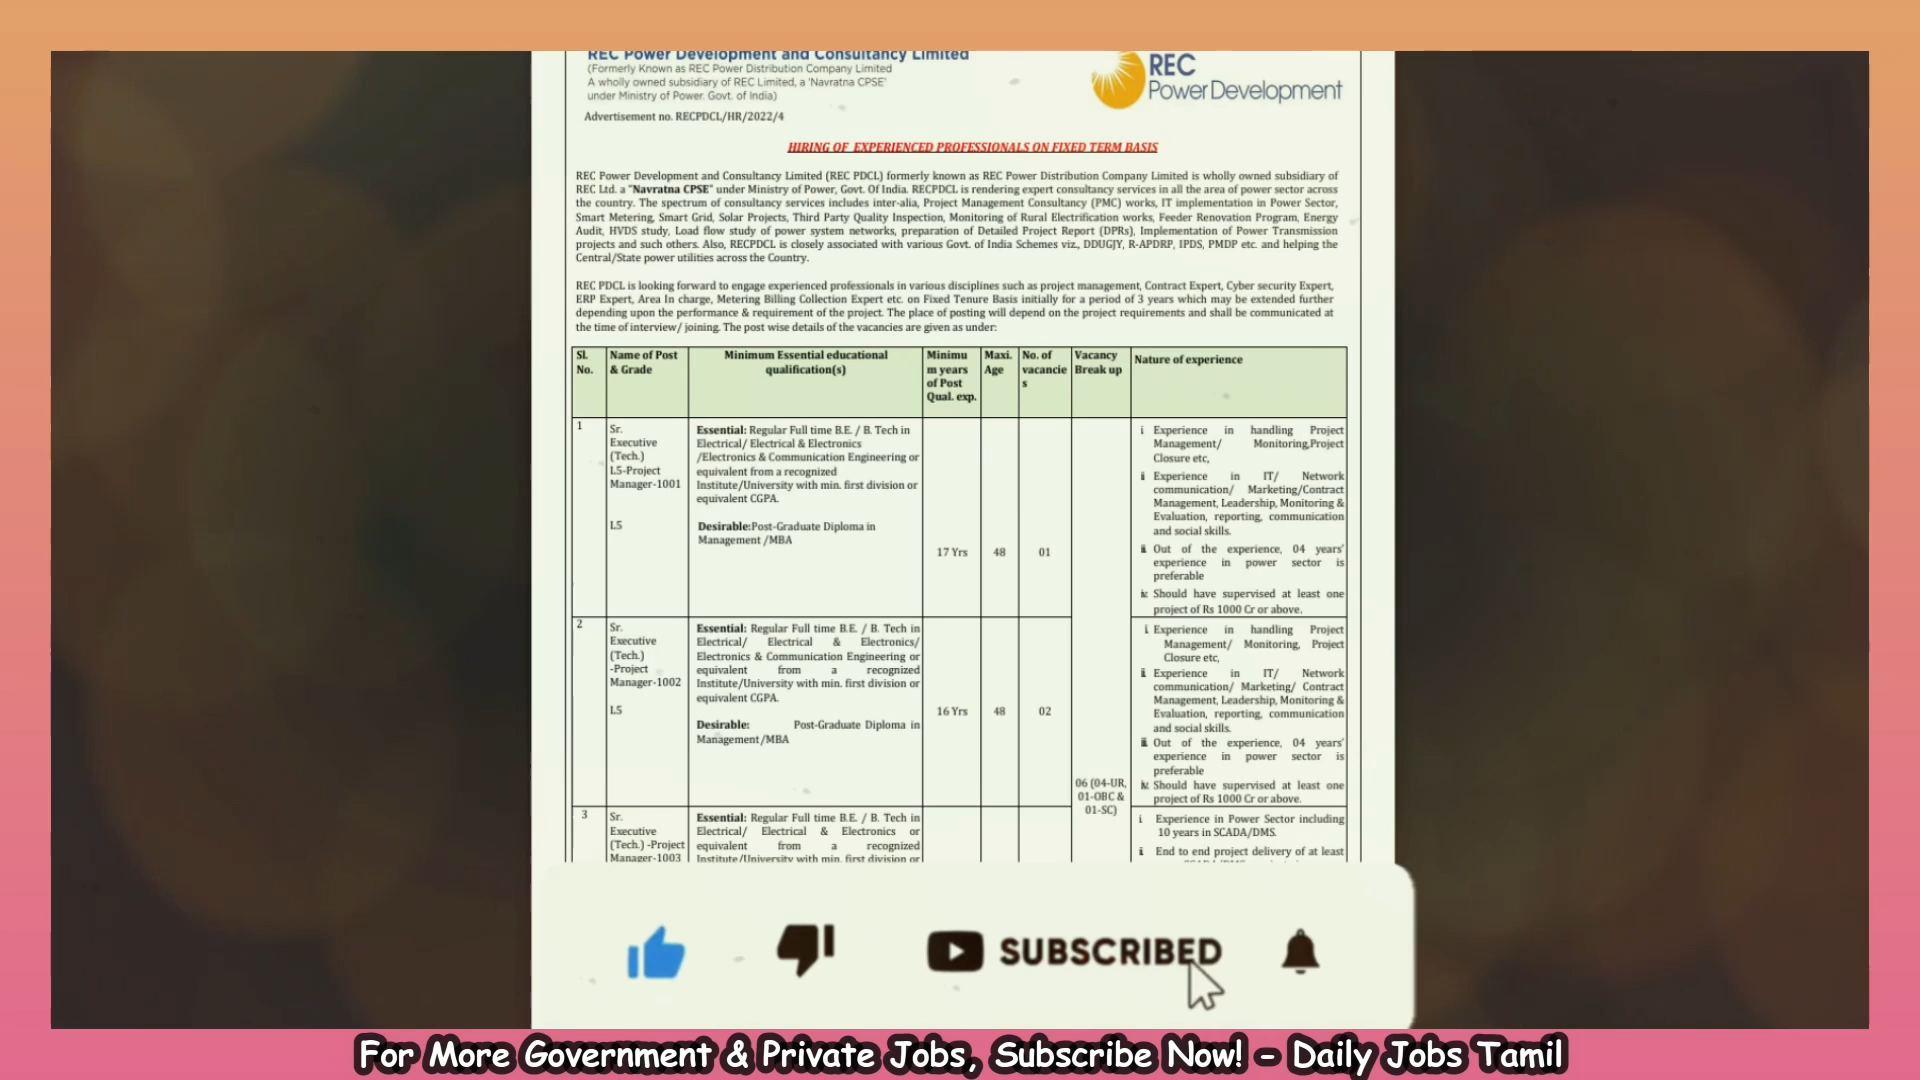 REC Power Development and Consultancy Limited
(Formerly Known as REC Power Distribution Company Limited
A wholly owned subsidiary of REC Limited, a 'Navratna CPSE'
under Ministry of Power. Govt. of India)
REC
Power Development
Advertisement no. RECPDCL/HR/2022/4
HIRING OF EXPERIENCED PROFESSIONALS ON FIXED TERM BASIS
REC Power Development and Consultancy Limited (REC PDCL) formerly known as REC Power Distribution Company Limited is wholly owned subsidiary of
REC Ltd. a "Navratna CPSE" under Ministry of Power, Govt. Of India. RECPDCL is rendering expert consultancy services in all the area of power sector across
the country. The spectrum of consultancy services includes inter-alia, Project Management Consultancy (PMC) works, IT implementation in Power Sector,
Smart Metering, Smart Grid, Solar Projects, Third Party Quality Inspection, Monitoring of Rural Electrification works, Feeder Renovation Program, Energy
Audit, HVDS study, Load flow study of power system networks, preparation of Detailed Project Report (DPRs), Implementation of Power Transmission
projects and such others. Also, RECPDCL is closely associated with various Govt. of India Schemes viz., DDUGJY, R-APDRP, IPDS, PMDP etc. and helping the
Central/State power utilities across the Country.
REC PDCL is looking forward to engage experienced professionals in various disciplines such as project management, Contract Expert, Cyber security Expert,
ERP Expert, Area In charge, Metering Billing Collection Expert etc. on Fixed Tenure Basis initially for a period of 3 years which may be extended further
depending upon the performance & requirement of the project. The place of posting will depend on the project requirements and shall be communicated at
the time of interview/ joining. The post wise details of the vacancies are given as under:
Sl.
No.
Name of Post
& Grade
Minimum Essential educational
qualification(s)
Minimu
m years
of Post
Qual. exp.
Maxi.
Age
No. of
vacancie
s
Vacancy
Break up
Nature of experience
1
Sr.
Executive
(Tech.)
L5-Project
Manager-1001
L5
Essential: Regular Full time B.E. / B. Tech in
Electrical/ Electrical & Electronics
/Electronics & Communication Engineering or
equivalent from a recognized
Institute/University with min. first division or
equivalent CGPA.
Desirable:Post-Graduate Diploma in
Management /MBA
17 Yrs
48
01
i Experience in handling Project
Management/ Monitoring,Project
Closure etc,
ii Experience in IT/ Network
communication/ Marketing/Contract
Management, Leadership, Monitoring &
Evaluation, reporting, communication
and social skills.
iii Out of the experience, 04 years'
experience in power sector is
preferable
iv Should have supervised at least one
project of Rs 1000 Cr or above.
2
Sr.
Executive
(Tech.)
-Project
Manager-1002
L5
Essential: Regular Full time B.E. / B. Tech in
Electrical/ Electrical & Electronics/
Electronics & Communication Engineering or
equivalent from a recognized
Institute/University with min. first division or
equivalent CGPA.
Desirable: Post-Graduate Diploma in
Management/MBA
16 Yrs
48
02
i Experience in handling Project
Management/ Monitoring, Project
Closure etc,
ii Experience in IT/ Network
communication/ Marketing/ Contract
Management, Leadership, Monitoring &
Evaluation, reporting, communication
and social skills.
iii Out of the experience, 04 years'
experience in power sector is
preferable
iv Should have supervised at least one
project of Rs 1000 Cr or above.
06 (04-UR,
01-OBC &
01-SC)
3
Sr.
Executive
(Tech.) -Project
Manager-1003
Essential: Regular Full time B.E. / B. Tech in
Electrical/ Electrical & Electronics or
equivalent from a recognized
Institute/University with min. first division or
i Experience in Power Sector including
10 years in SCADA/DMS.
ii End to end project delivery of at least
SUBSCRIBED
For More Government & Private Jobs, Subscribe Now! - Daily Jobs Tamil